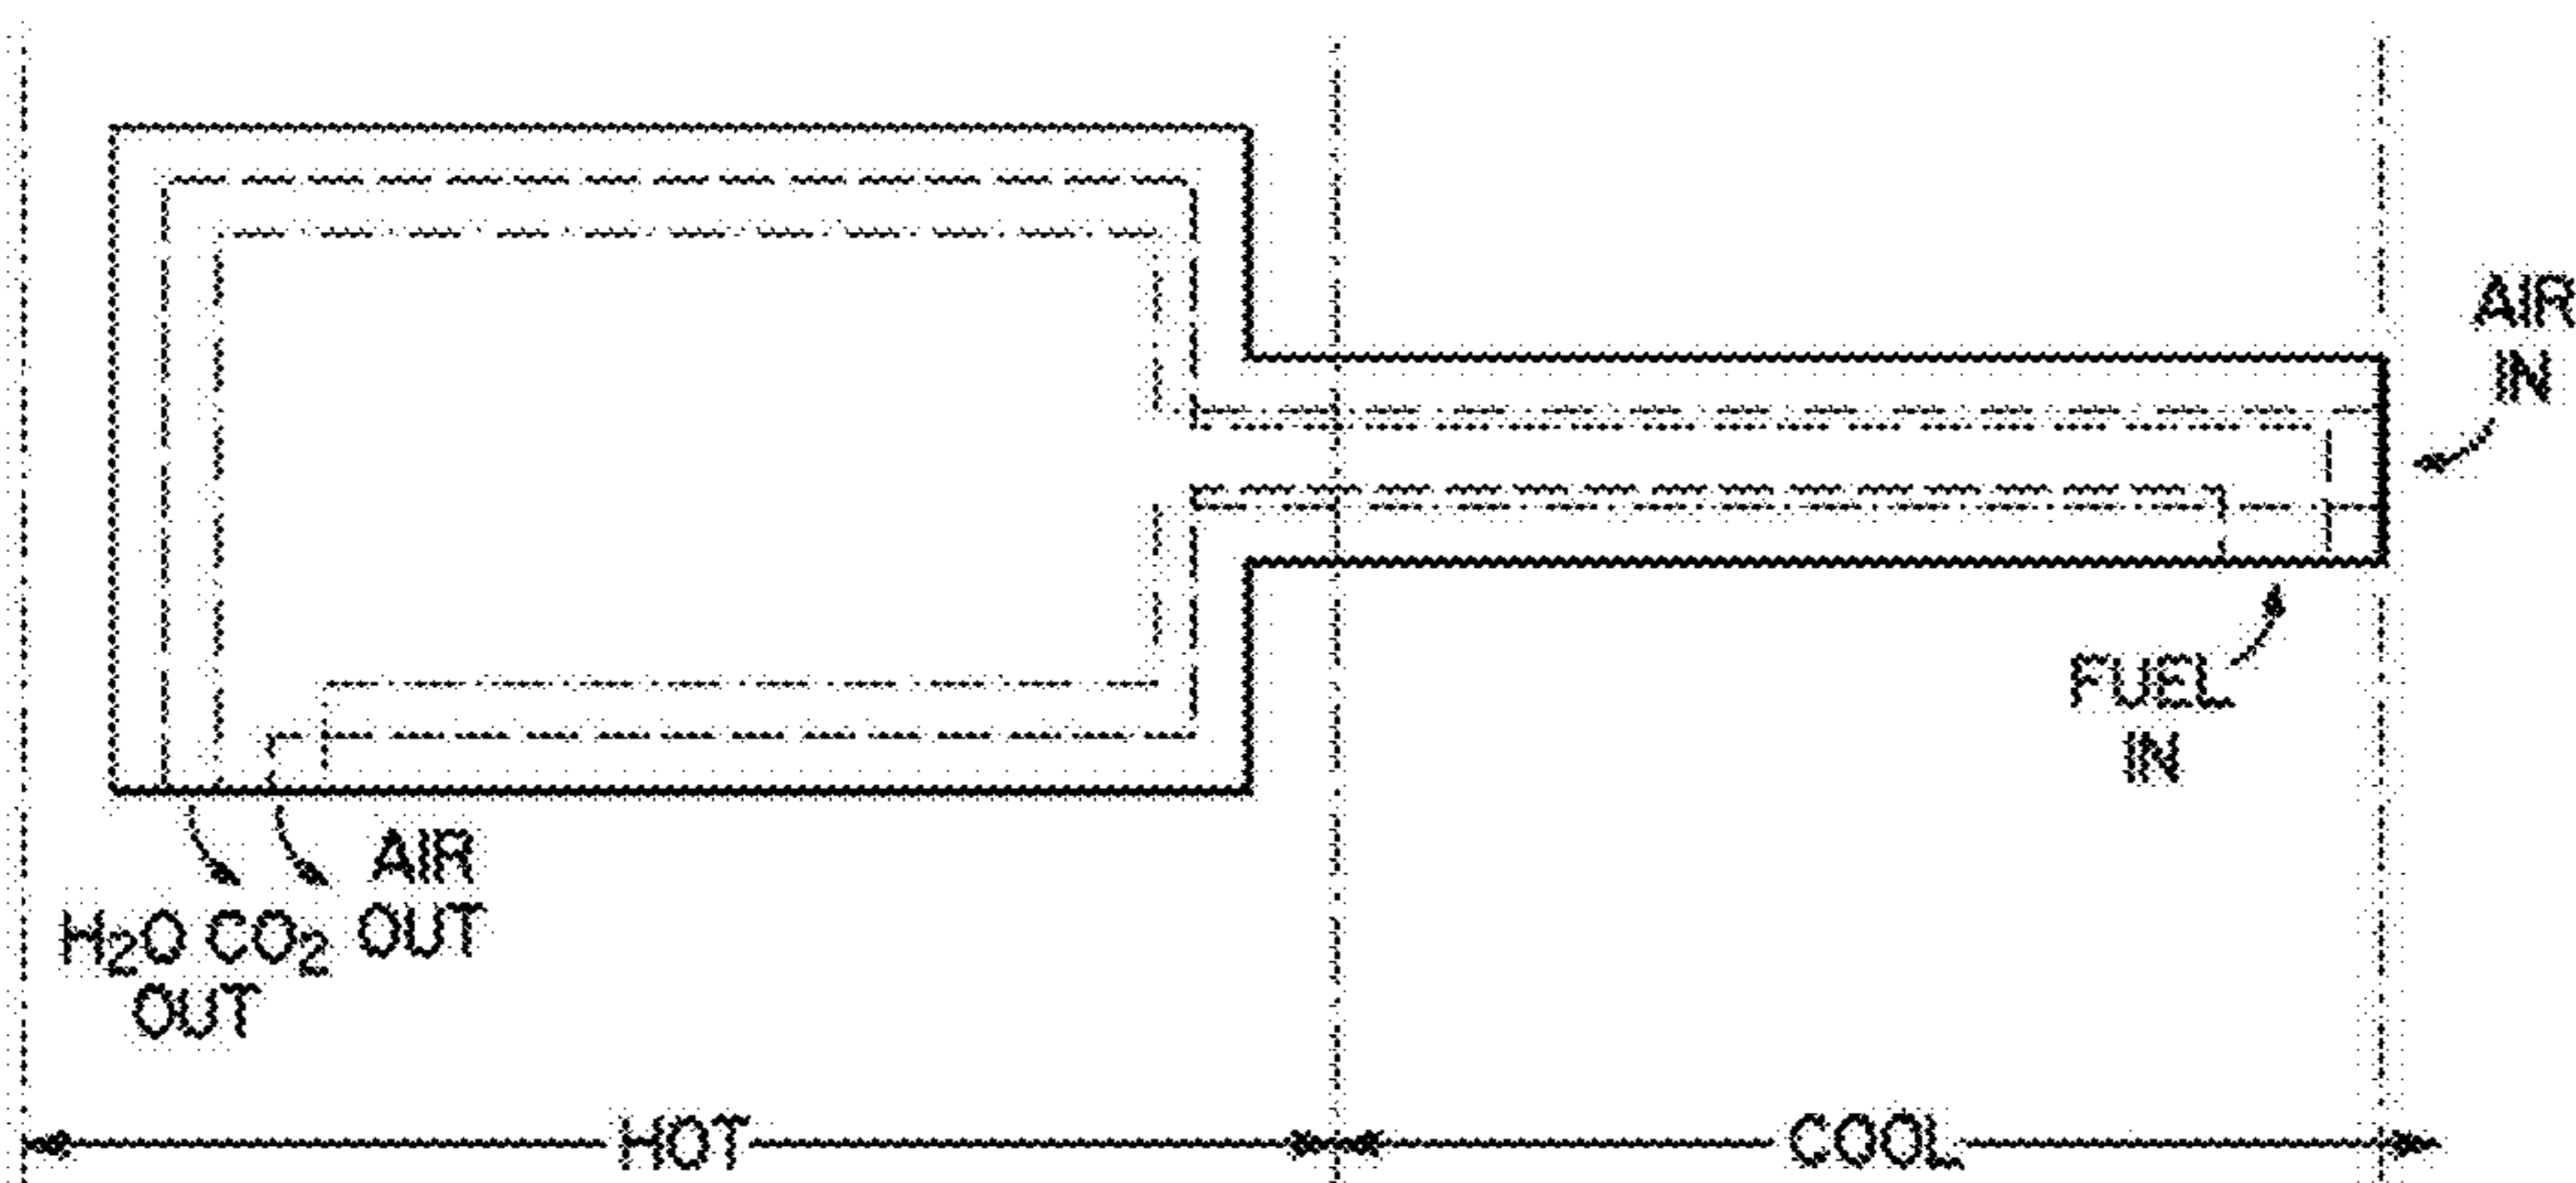 AIR
IN
FUEL
IN
AIR
OUT
H₂O CO₂
OUT
HOT
COOL